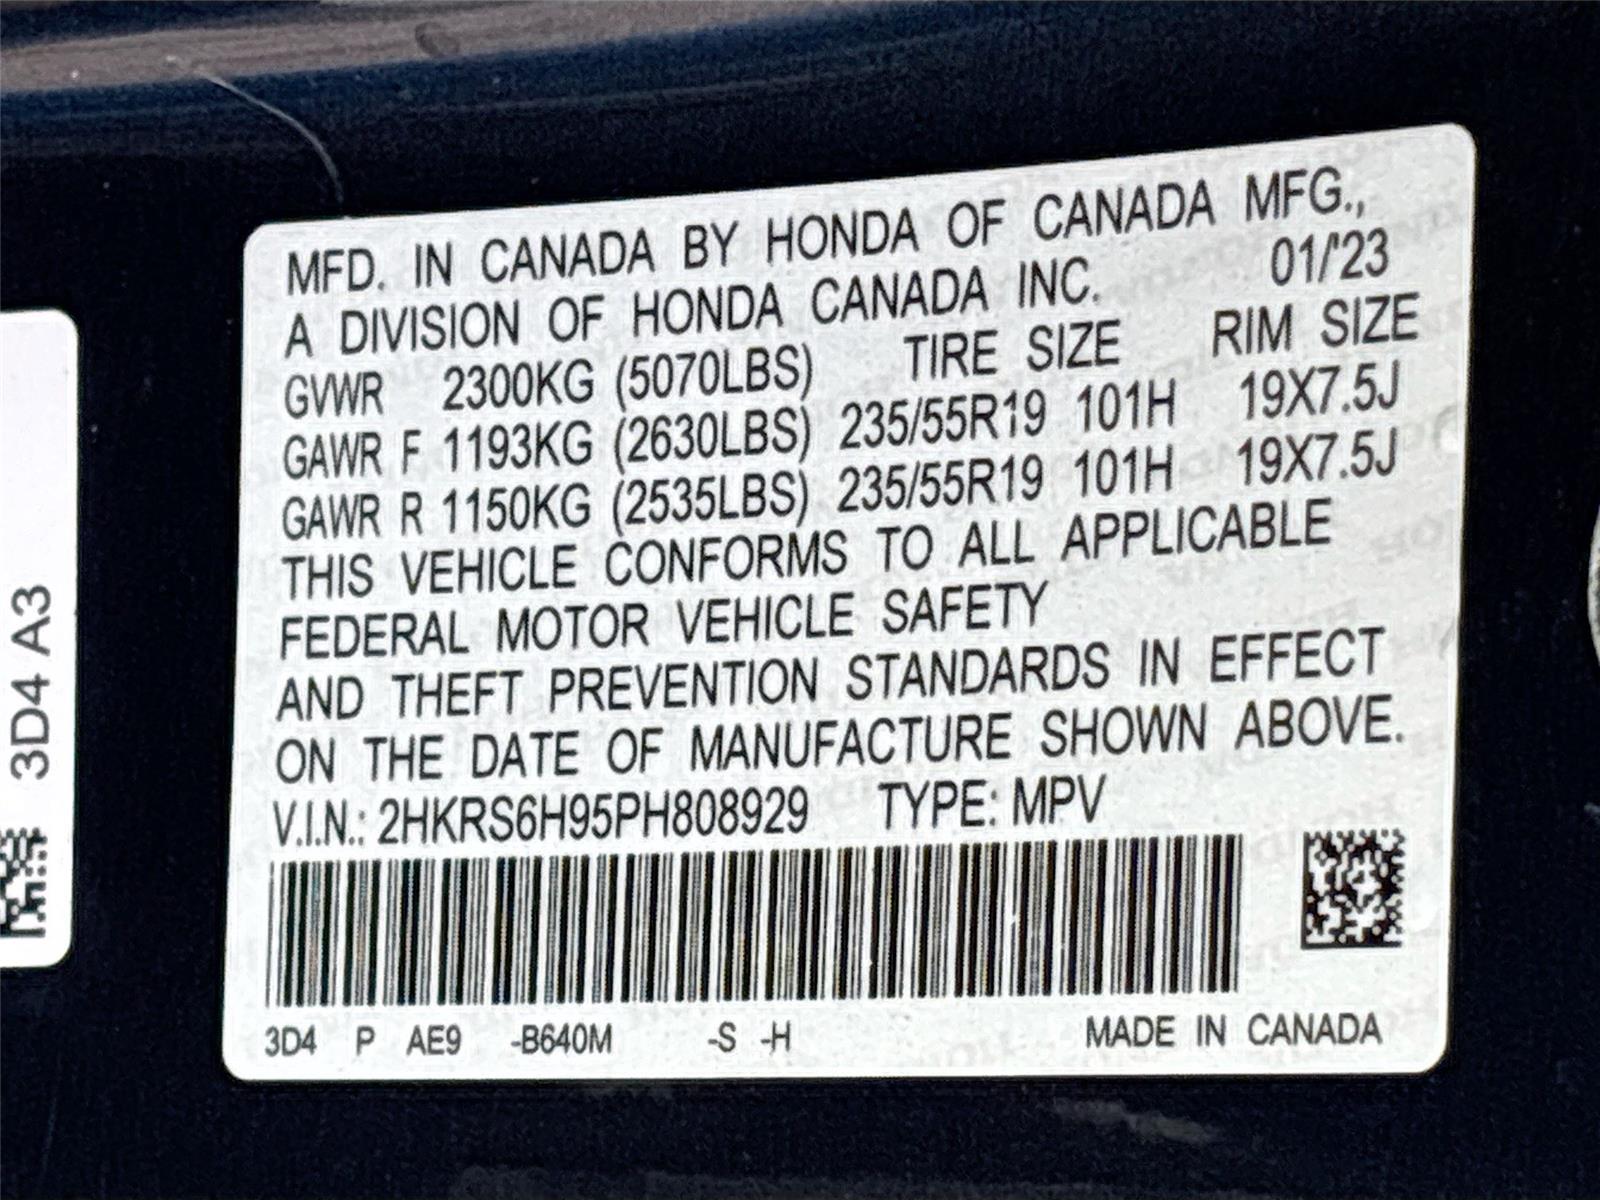 MFD. IN CANADA BY HONDA OF CANADA MFG.,
A DIVISION OF HONDA CANADA INC. 01/'23
GVWR 2300KG (5070LBS) TIRE SIZE RIM SIZE
GAWR F 1193KG (2630LBS) 235/55R19 101H 19X7.5J
GAWR R 1150KG (2535LBS) 235/55R19 101H 19X7.5J
THIS VEHICLE CONFORMS TO ALL APPLICABLE
FEDERAL MOTOR VEHICLE SAFETY
AND THEFT PREVENTION STANDARDS IN EFFECT
ON THE DATE OF MANUFACTURE SHOWN ABOVE.
V.I.N.: 2HKRS6H95PH808929 TYPE: MPV
3D4 P AE9 -B640M -S -H MADE IN CANADA
3D4 A3